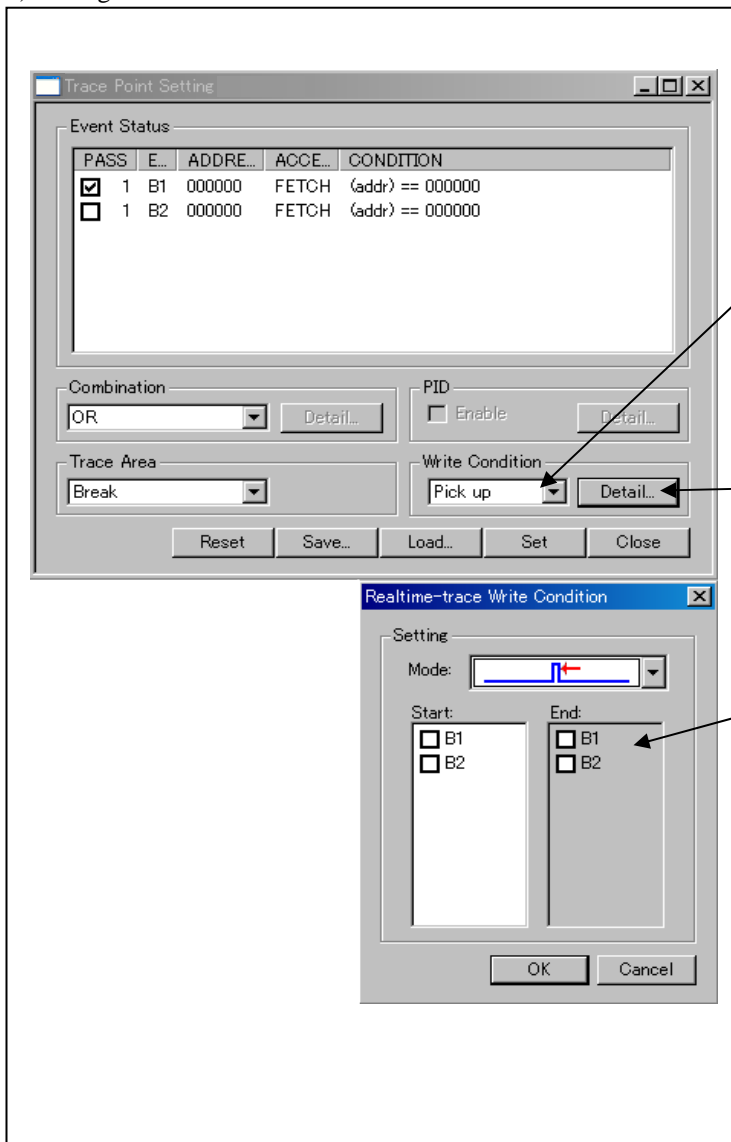 Trace Point Setting
Event Status
PASS E... ADDRE... ACCE... CONDITION
1 B1 000000 FETCH (addr) == 000000
1 B2 000000 FETCH (addr) == 000000
Combination
OR Detail...
PID
Enable Detail...
Trace Area
Break
Write Condition
Pick up Detail...
Reset Save... Load... Set Close
Realtime-trace Write Condition
Setting
Mode:
Start: End:
B1 B1
B2 B2
OK Cancel